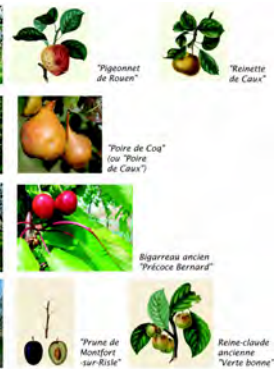 "Pigeonnet
de Rouen"
"Reinette
de Caux"
"Poire de Coq"
(ou "Poire
de Caux")
Bigarreau ancien
"Précoce Bernard"
"Prune de
Montfort
-sur-Risle"
Reine-claude
ancienne
"Verte bonne"